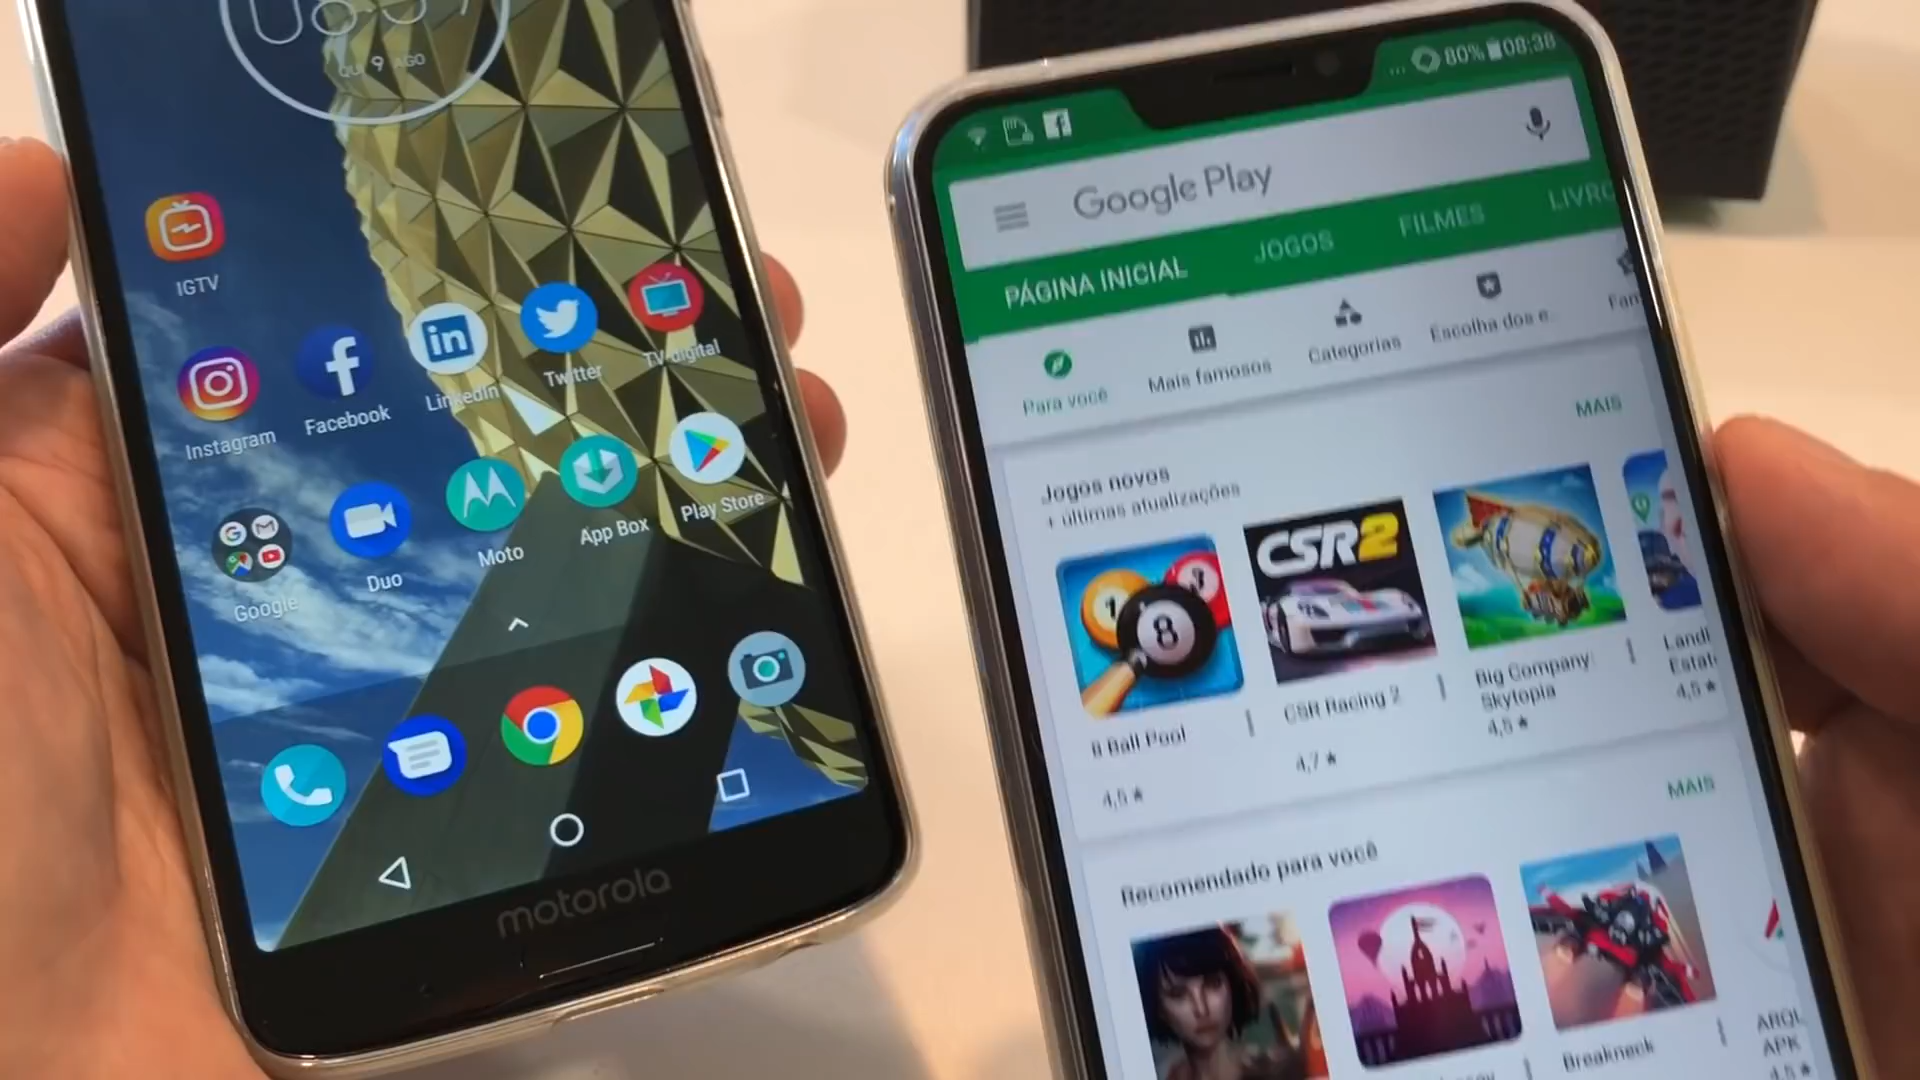 QUI 9 AGO
IGTV
Instagram
Facebook
LinkedIn
Twitter
TV digital
Google
Duo
Moto
App Box
Play Store
motorola
80% 08:38
Google Play
PÁGINA INICIAL
JOGOS
FILMES
LIVRO
Para você
Mais famosos
Categorias
Escolha dos e...
Fam
MAIS
Jogos novos
+ últimas atualizações
CSR2
8 Ball Pool
4,5 ★
CSR Racing 2
4,7 ★
Big Company:
Skytopia
4,5 ★
Landl
Estat
4,5 ★
MAIS
Recomendado para você
Breakneck
APK
4,5 ★